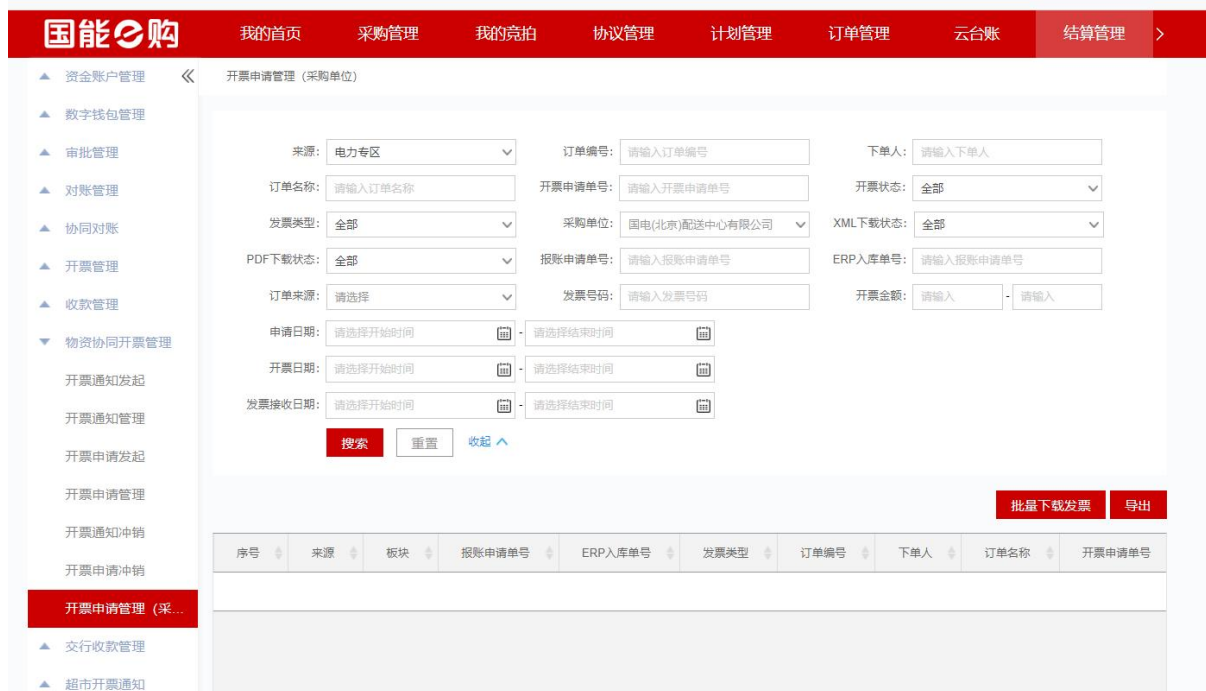 国能e购 我的首页 采购管理 我的竞拍 协议管理 计划管理 订单管理 云台账 结算管理
资金账户管理
数字钱包管理
审批管理
对账管理
协同对账
开票管理
收款管理
物资协同开票管理
开票通知发起
开票通知管理
开票申请发起
开票申请管理
开票通知冲销
开票申请冲销
开票申请管理（采...
交行收款管理
超市开票通知
开票申请管理（采购单位）
来源: 电力专区 订单编号: 请输入订单编号 下单人: 请输入下单人
订单名称: 请输入订单名称 开票申请单号: 请输入开票申请单号 开票状态: 全部
发票类型: 全部 采购单位: 国电(北京)配送中心有限公司 XML下载状态: 全部
PDF下载状态: 全部 报账申请单号: 请输入报账申请单号 ERP入库单号: 请输入报账申请单号
订单来源: 请选择 发票号码: 请输入发票号码 开票金额: 请输入 - 请输入
申请日期: 请选择开始时间 - 请选择结束时间
开票日期: 请选择开始时间 - 请选择结束时间
发票接收日期: 请选择开始时间 - 请选择结束时间
搜索 重置 收起
批量下载发票 导出
序号 来源 板块 报账申请单号 ERP入库单号 发票类型 订单编号 下单人 订单名称 开票申请单号